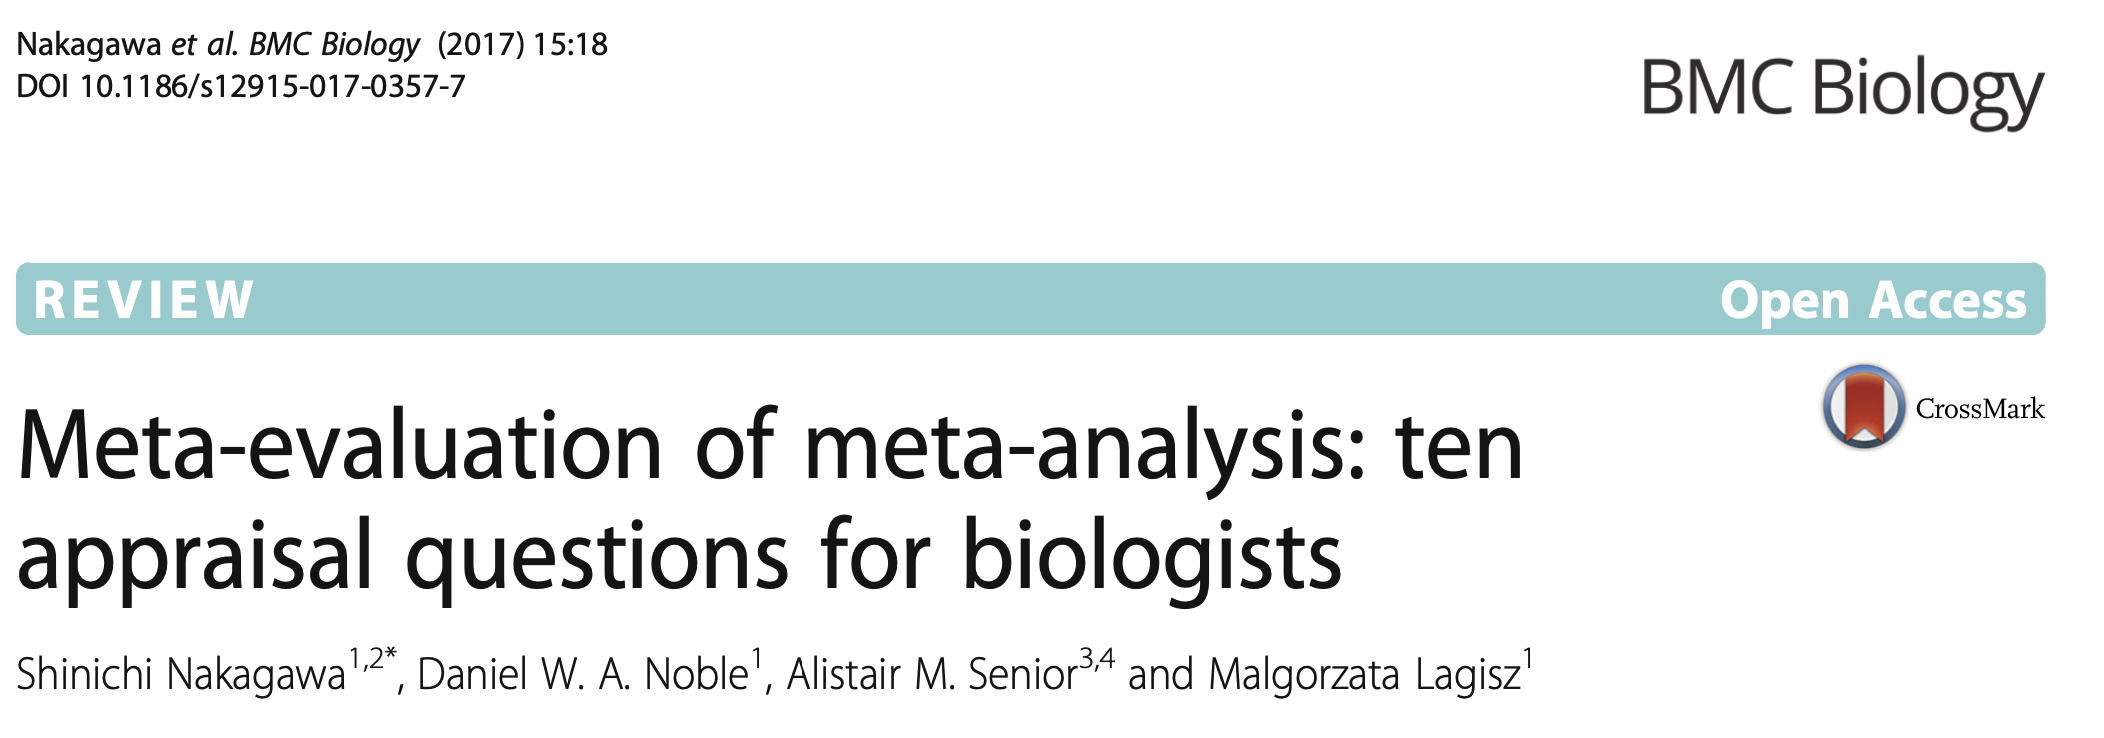 Nakagawa et al. BMC Biology (2017) 15:18
DOI 10.1186/s12915-017-0357-7
BMC Biology
REVIEW
Open Access
CrossMark
Meta-evaluation of meta-analysis: ten
appraisal questions for biologists
Shinichi Nakagawa1,2*, Daniel W. A. Noble1, Alistair M. Senior3,4 and Malgorzata Lagisz1